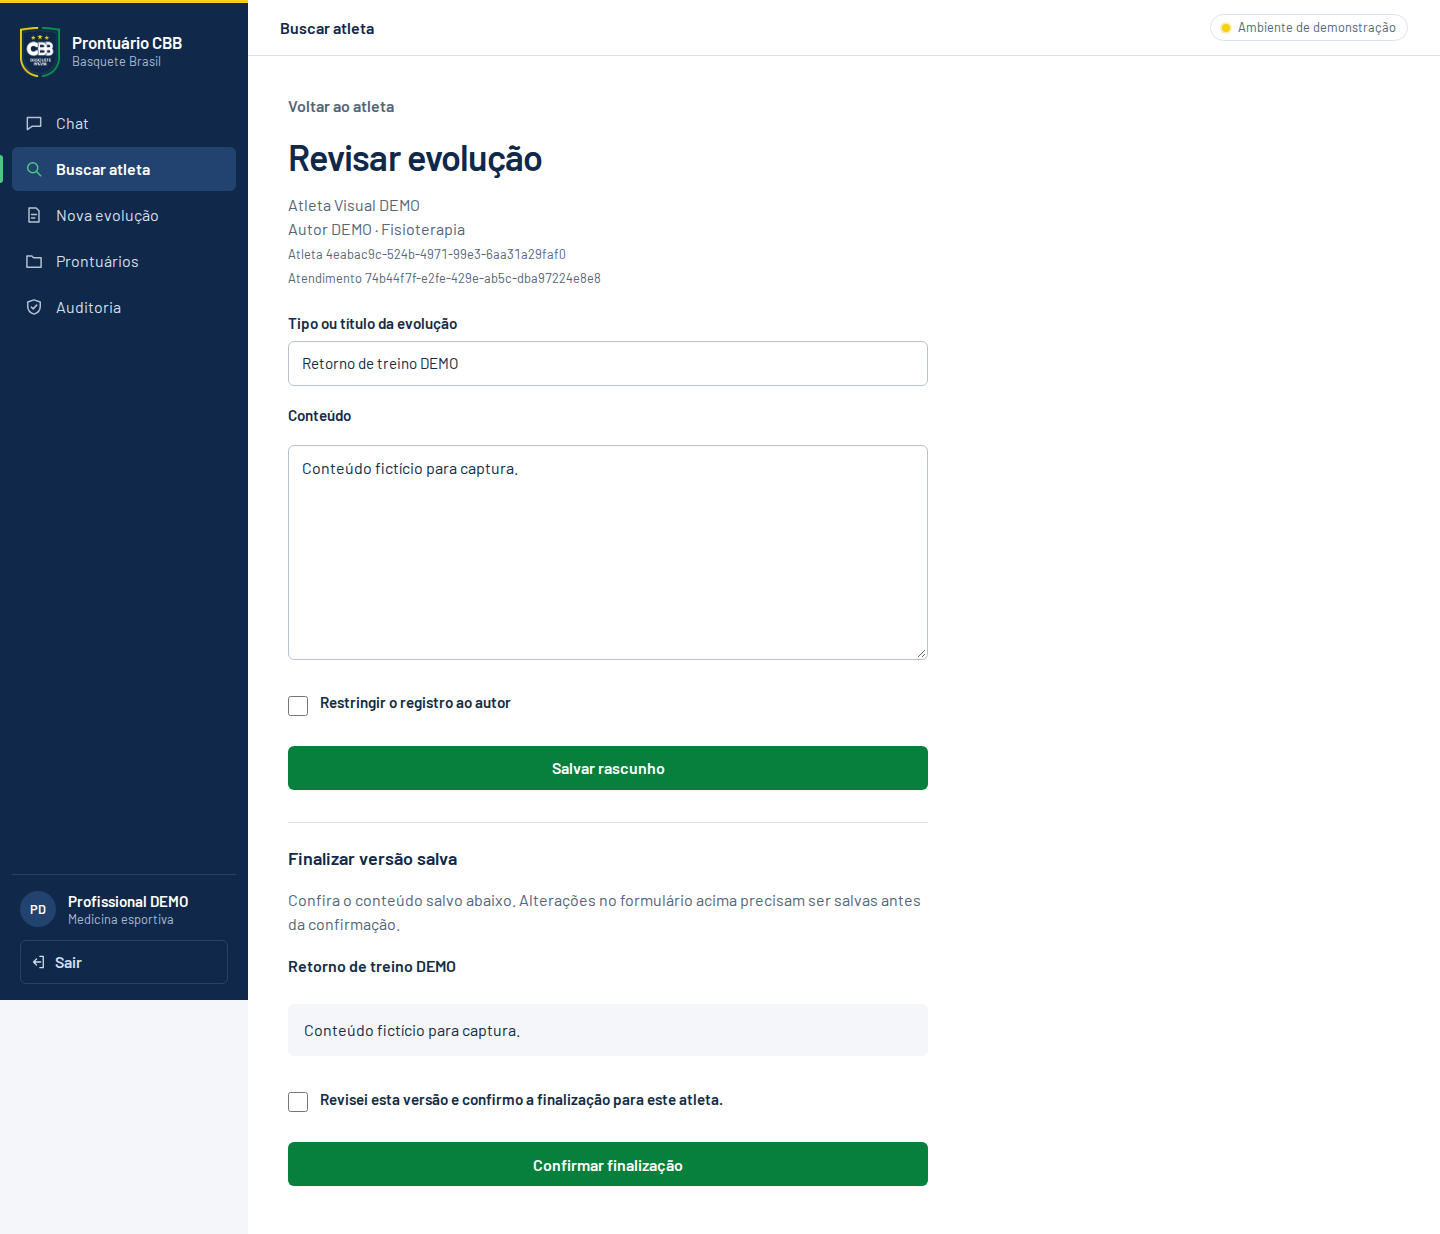 CBB
Prontuário CBB
Basquete Brasil
Chat
Buscar atleta
Nova evolução
Prontuários
Auditoria
PD
Profissional DEMO
Medicina esportiva
Sair
Buscar atleta
Ambiente de demonstração
Voltar ao atleta
Revisar evolução
Atleta Visual DEMO
Autor DEMO · Fisioterapia
Atleta 4eabac9c-524b-4971-99e3-6aa31a29faf0
Atendimento 74b44f7f-e2fe-429e-ab5c-dba97224e8e8
Tipo ou título da evolução
Retorno de treino DEMO
Conteúdo
Conteúdo fictício para captura.
Restringir o registro ao autor
Salvar rascunho
Finalizar versão salva
Confira o conteúdo salvo abaixo. Alterações no formulário acima precisam ser salvas antes
da confirmação.
Retorno de treino DEMO
Conteúdo fictício para captura.
Revisei esta versão e confirmo a finalização para este atleta.
Confirmar finalização